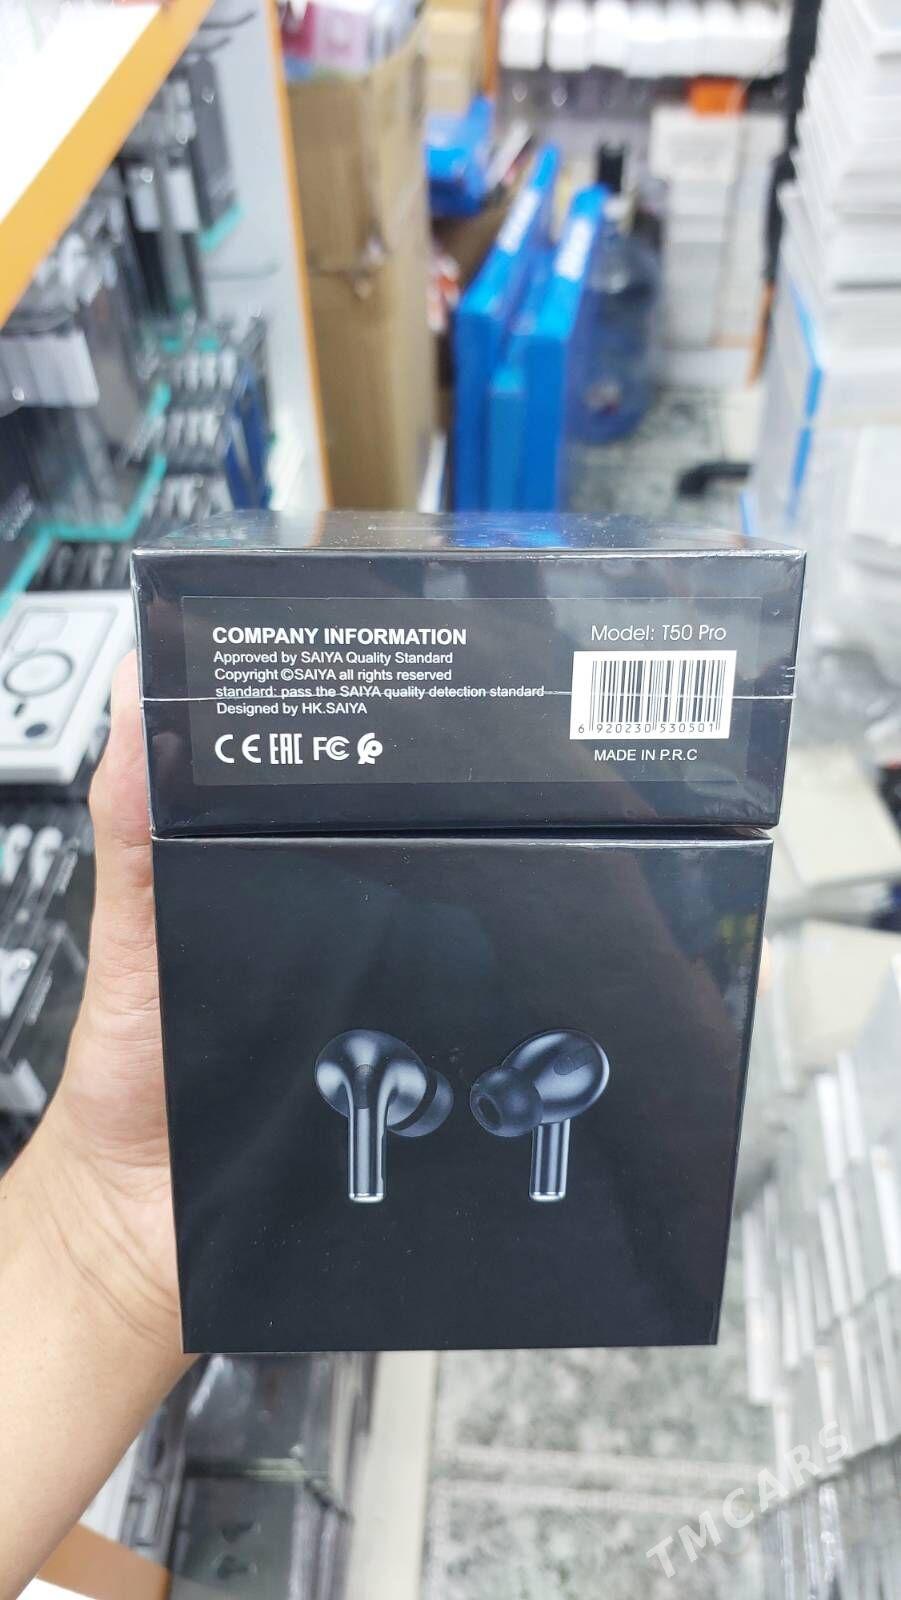 COMPANY INFORMATION
Approved by SAIYA Quality Standard
Copyright ©SAIYA all rights reserved
standard: pass the SAIYA quality detection standard
Designed by HK.SAIYA
CE EAC FC
Model: T50 Pro
6 920230 530501
MADE IN P.R.C
TMCARS